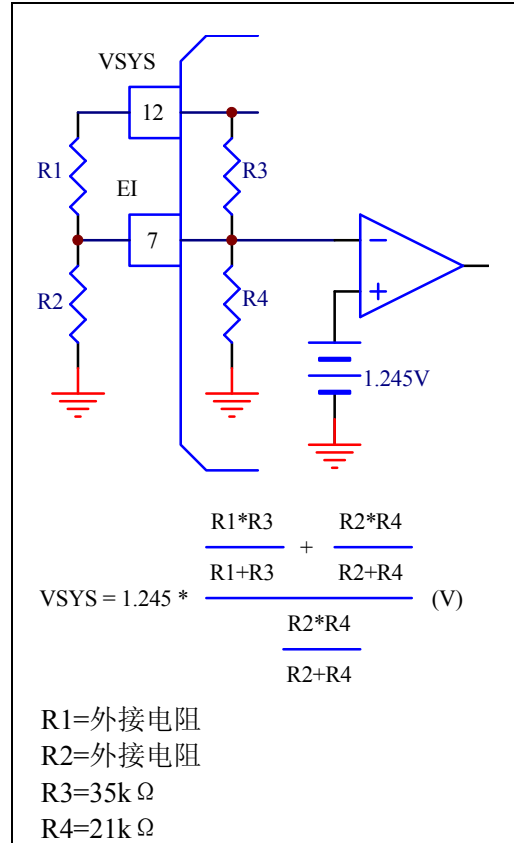 VSYS
12
R1
R3
EI
7
R2
R4
−
+
1.245V
R1*R3
R1+R3
+
R2*R4
R2+R4
VSYS = 1.245 *
(V)
R2*R4
R2+R4
R1=外接电阻
R2=外接电阻
R3=35kΩ
R4=21kΩ